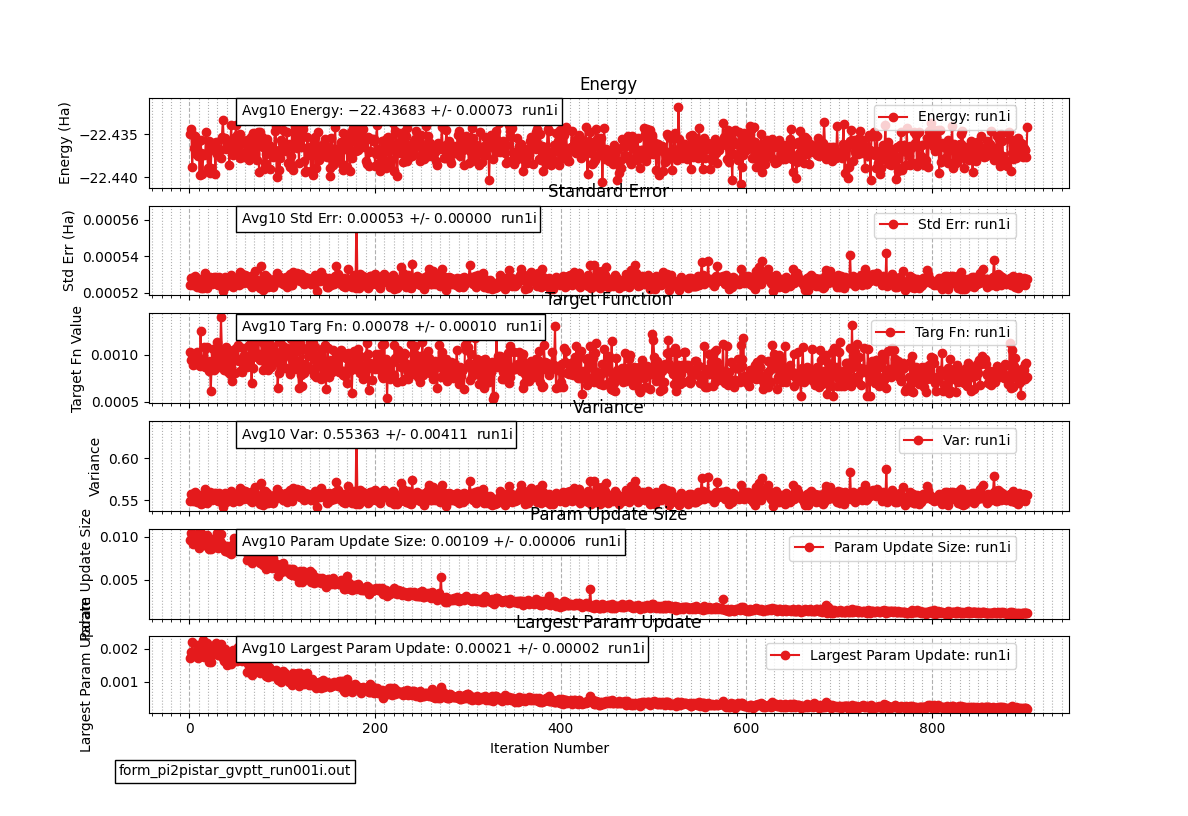 Energy
Energy (Ha)
−22.435
−22.440
Avg10 Energy: −22.43683 +/- 0.00073  run1i
Energy: run1i
Standard Error
Std Err (Ha)
0.00056
0.00054
0.00052
Avg10 Std Err: 0.00053 +/- 0.00000  run1i
Std Err: run1i
Target Function
Target Fn Value
0.0010
0.0005
Avg10 Targ Fn: 0.00078 +/- 0.00010  run1i
Targ Fn: run1i
Variance
Variance
0.60
0.55
Avg10 Var: 0.55363 +/- 0.00411  run1i
Var: run1i
Param Update Size
Param Update Size
0.010
0.005
Avg10 Param Update Size: 0.00109 +/- 0.00006  run1i
Param Update Size: run1i
Largest Param Update
Largest Param Update
0.002
0.001
Avg10 Largest Param Update: 0.00021 +/- 0.00002  run1i
Largest Param Update: run1i
0 200 400 600 800
Iteration Number
form_pi2pistar_gvptt_run001i.out